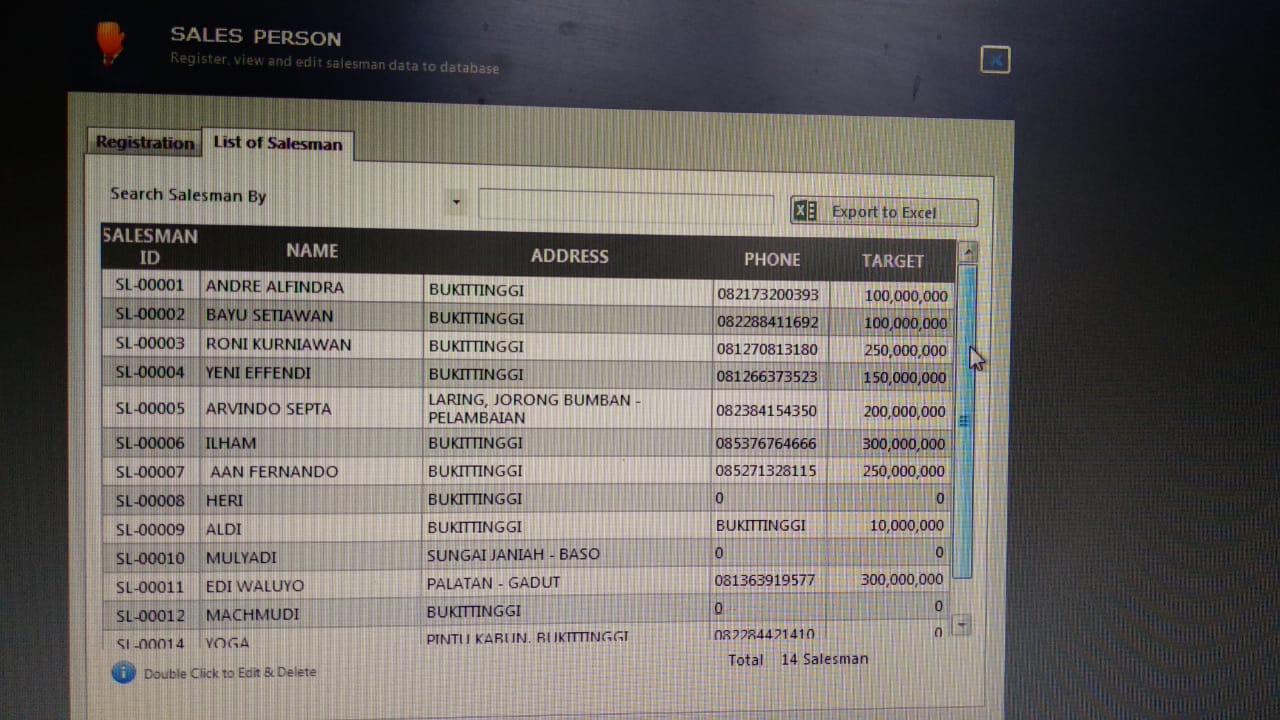 SALES PERSON
Register, view and edit salesman data to database
Registration List of Salesman
Search Salesman By Export to Excel
SALESMAN ID NAME ADDRESS PHONE TARGET
SL-00001 ANDRE ALFINDRA BUKITTINGGI 082173200393 100,000,000
SL-00002 BAYU SETIAWAN BUKITTINGGI 082288411692 100,000,000
SL-00003 RONI KURNIAWAN BUKITTINGGI 081270813180 250,000,000
SL-00004 YENI EFFENDI BUKITTINGGI 081266373523 150,000,000
SL-00005 ARVINDO SEPTA LARING, JORONG BUMBAN - PELAMBAIAN 082384154350 200,000,000
SL-00006 ILHAM BUKITTINGGI 085376764666 300,000,000
SL-00007 AAN FERNANDO BUKITTINGGI 085271328115 250,000,000
SL-00008 HERI BUKITTINGGI 0 0
SL-00009 ALDI BUKITTINGGI BUKITTINGGI 10,000,000
SL-00010 MULYADI SUNGAI JANIAH - BASO 0 0
SL-00011 EDI WALUYO PALATAN - GADUT 081363919577 300,000,000
SL-00012 MACHMUDI BUKITTINGGI 0 0
SL-00014 YOGA PINTU KABUN, BUKITTINGGI 082284421410 0
Total 14 Salesman
Double Click to Edit & Delete